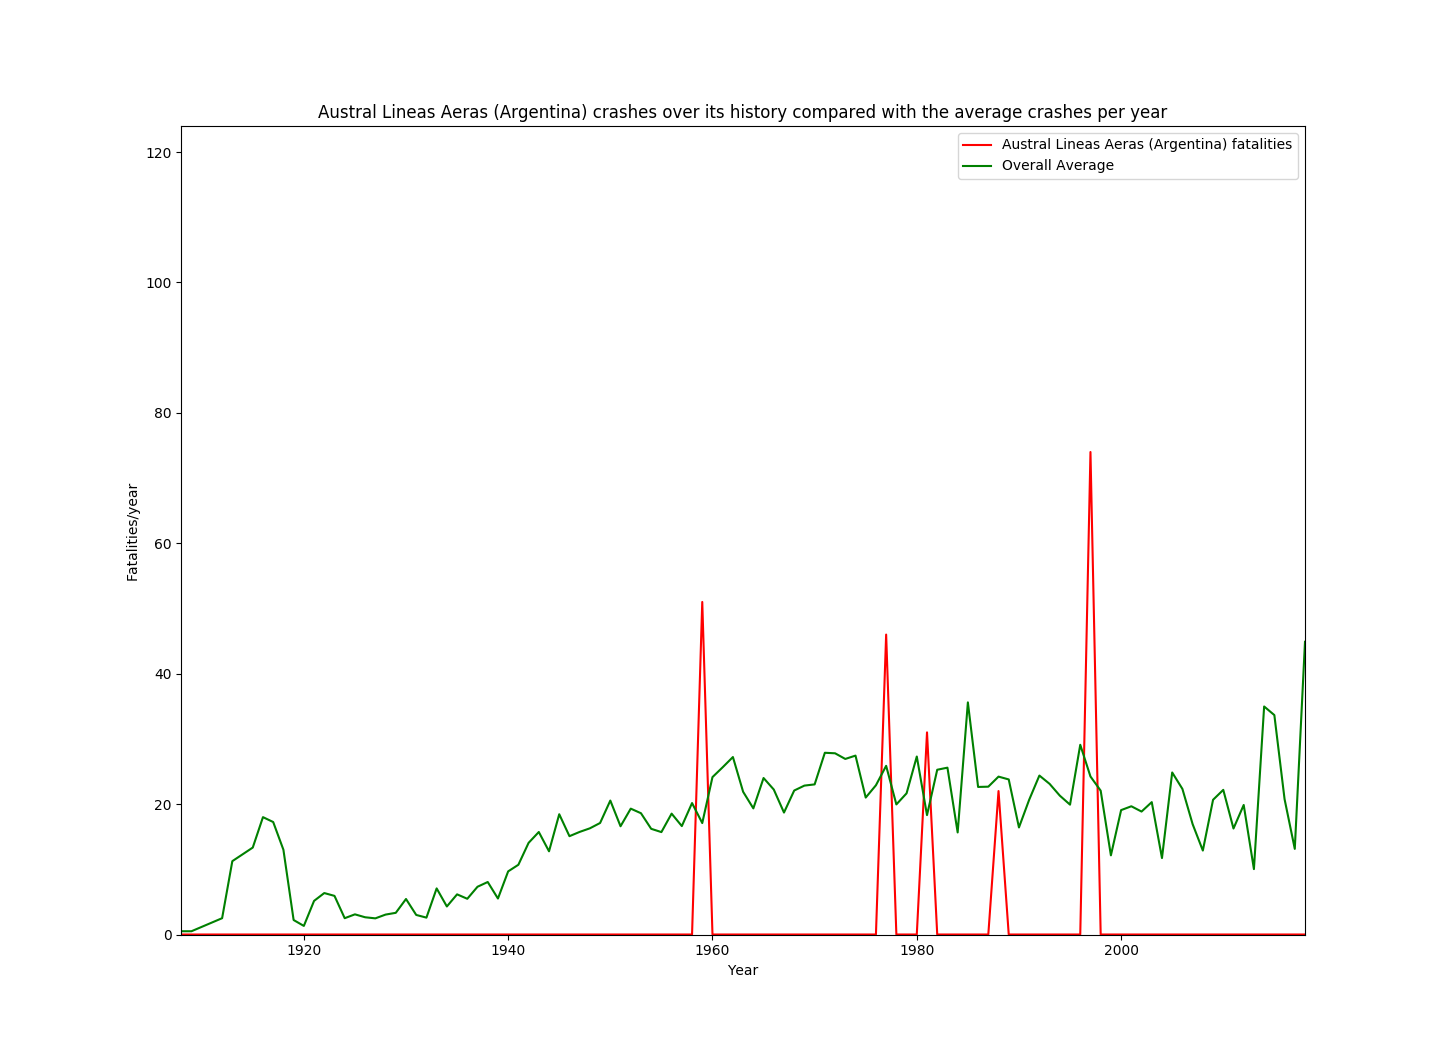 Austral Lineas Aeras (Argentina) crashes over its history compared with the average crashes per year
Austral Lineas Aeras (Argentina) fatalities
Overall Average
120
100
80
60
40
20
0
Fatalities/year
1920 1940 1960 1980 2000
Year